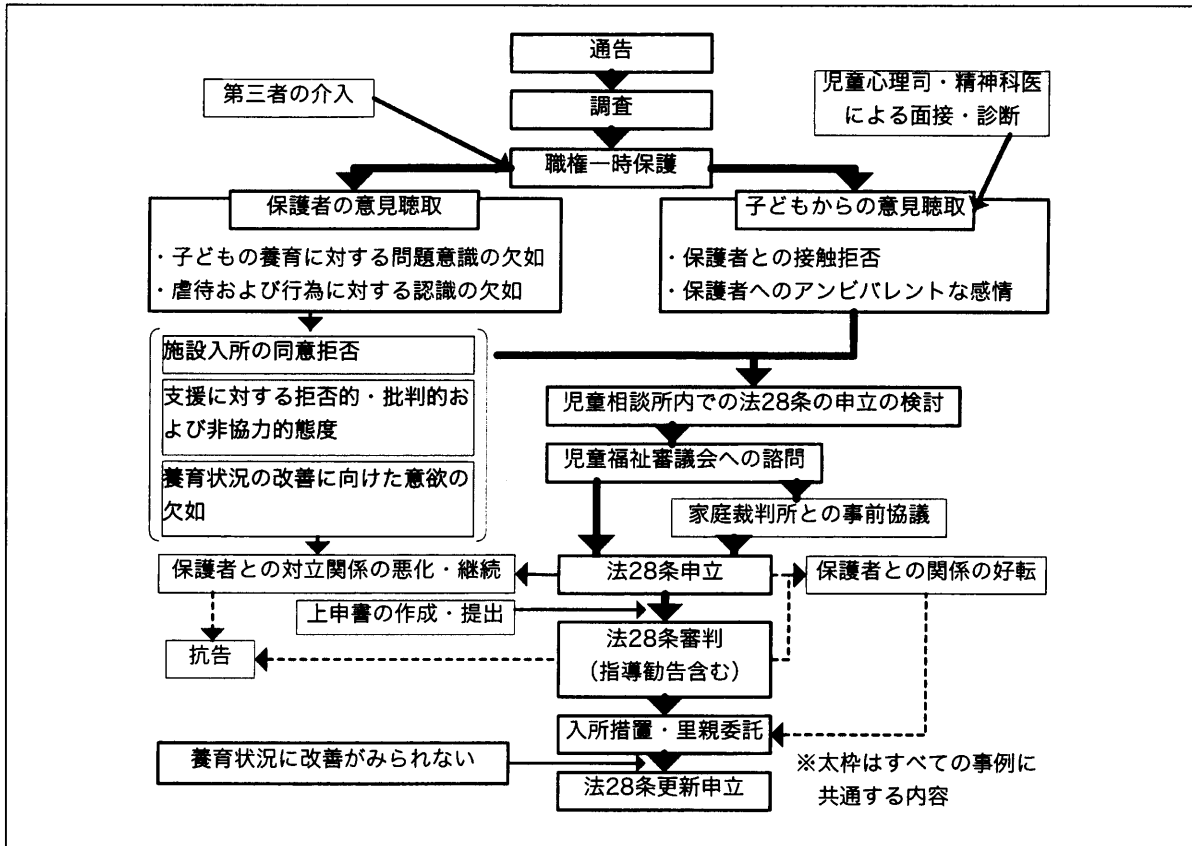 通告
第三者の介入
児童心理司・精神科医
による面接・診断
調査
職権一時保護
保護者の意見聴取
子どもからの意見聴取
・子どもの養育に対する問題意識の欠如
・虐待および行為に対する認識の欠如
・保護者との接触拒否
・保護者へのアンビバレントな感情
施設入所の同意拒否
支援に対する拒否的・批判的お
よび非協力的態度
養育状況の改善に向けた意欲の
欠如
児童相談所内での法28条の申立の検討
児童福祉審議会への諮問
家庭裁判所との事前協議
保護者との対立関係の悪化・継続
法28条申立
保護者との関係の好転
上申書の作成・提出
抗告
法28条審判
（指導勧告含む）
入所措置・里親委託
養育状況に改善がみられない
法28条更新申立
※太枠はすべての事例に
共通する内容